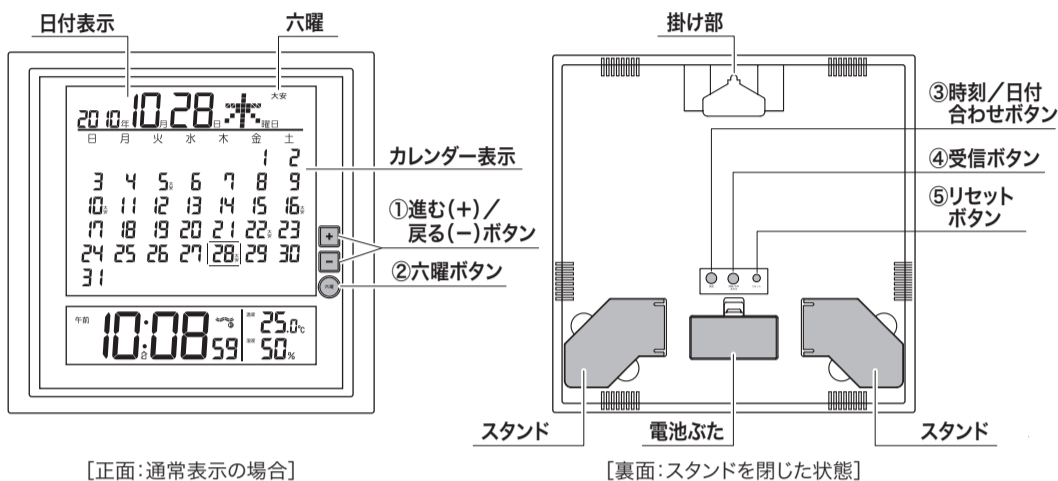 日付表示
六曜
大安
2010年10月28日木曜日
日 月 火 水 木 金 土
1 2
3 4 5 6 7 8 9
10 11 12 13 14 15 16
17 18 19 20 21 22 23
24 25 26 27 28 29 30
31
午前 10:08 59
温度 25.0℃
湿度 50%
カレンダー表示
①進む(+)/
戻る(−)ボタン
②六曜ボタン
+
−
六曜
[正面:通常表示の場合]
掛け部
③時刻/日付
合わせボタン
④受信ボタン
⑤リセット
ボタン
スタンド
電池ぶた
スタンド
[裏面:スタンドを閉じた状態]